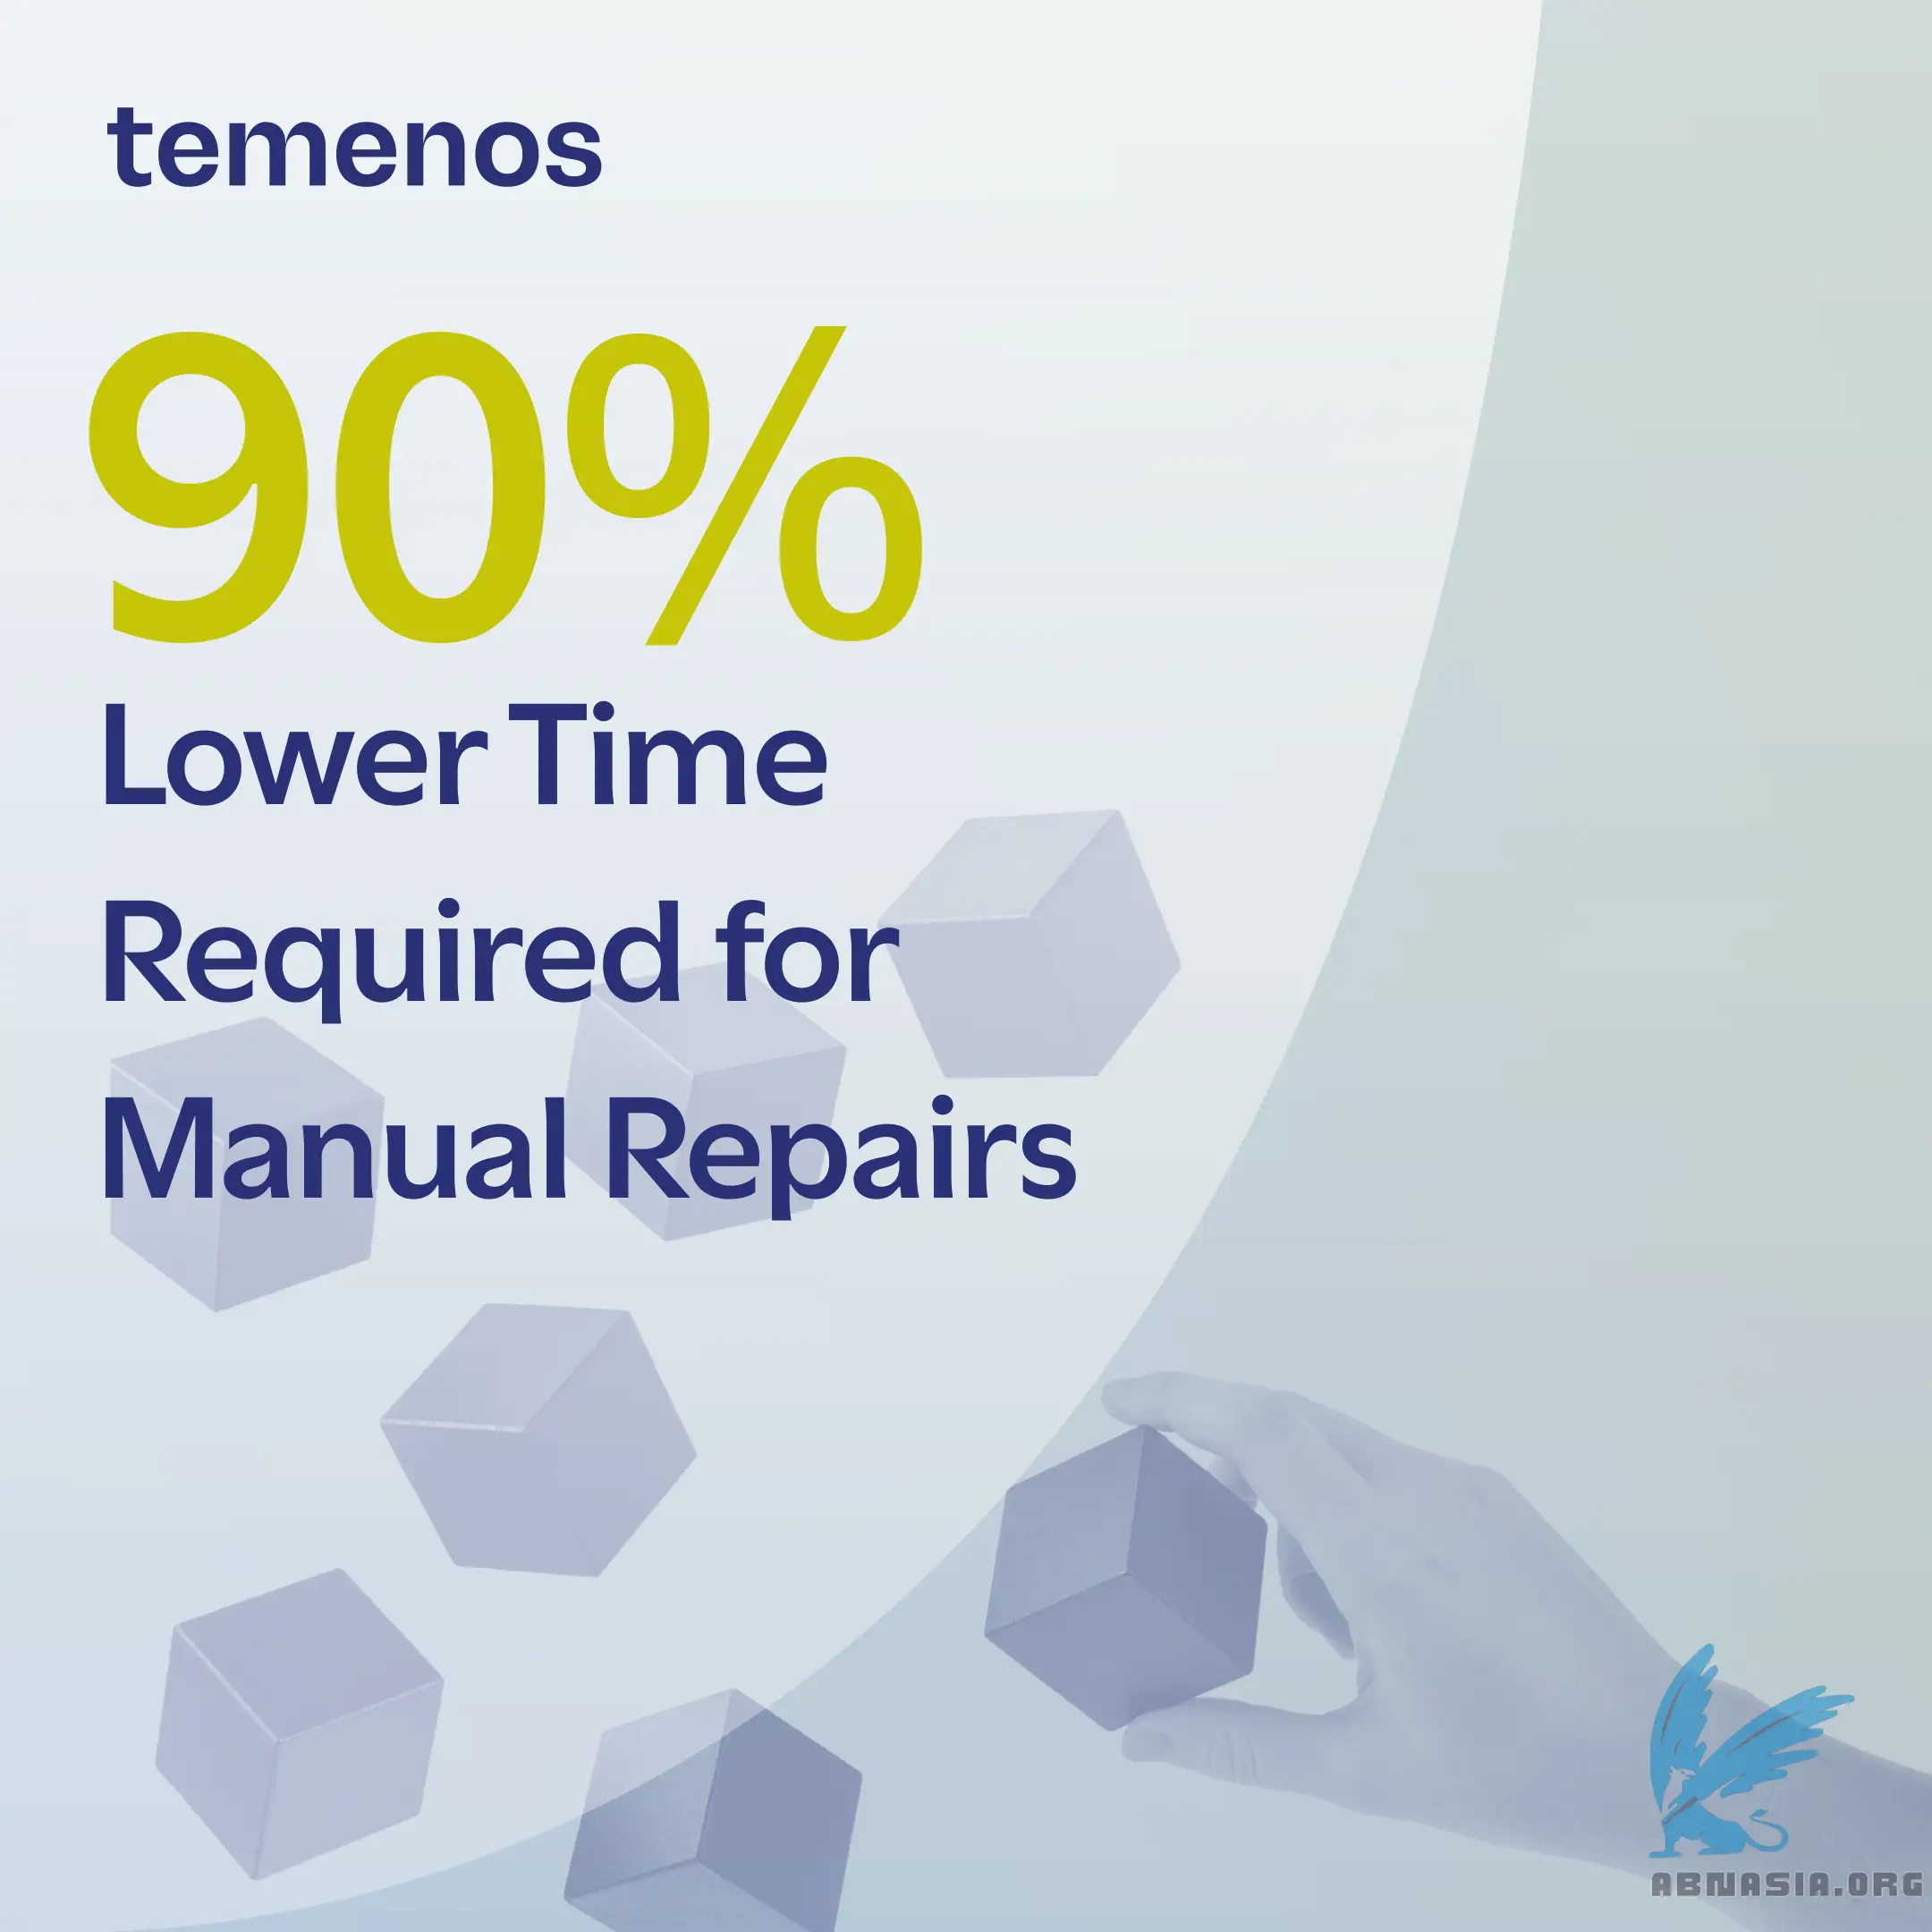 temenos
90%
Lower Time
Required for
Manual Repairs
ABNASIA.ORG